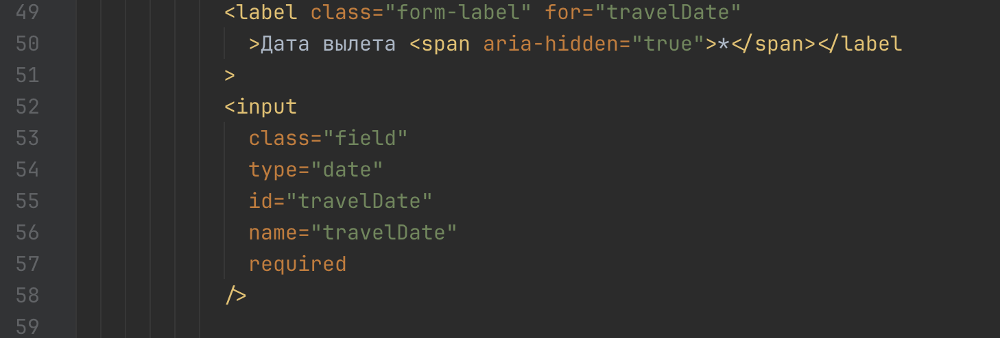 49 <label class="form-label" for="travelDate"
50 >Дата вылета <span aria-hidden="true">*</span></label
51 >
52 <input
53 class="field"
54 type="date"
55 id="travelDate"
56 name="travelDate"
57 required
58 />
59